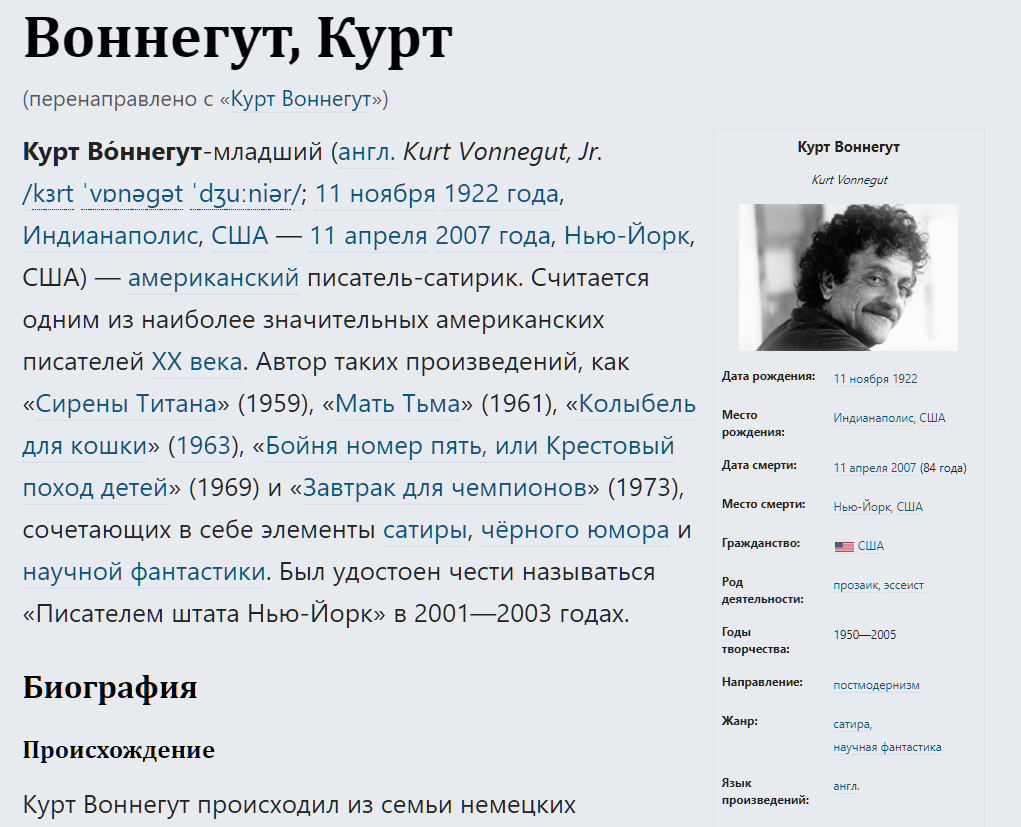 Воннегут, Курт
(перенаправлено с «Курт Воннегут»)
Курт Во́ннегут-младший (англ. Kurt Vonnegut, Jr.
/kɜrt ˈvɒnəgət ˈdʒuːniər/; 11 ноября 1922 года,
Индианаполис, США — 11 апреля 2007 года, Нью-Йорк,
США) — американский писатель-сатирик. Считается
одним из наиболее значительных американских
писателей XX века. Автор таких произведений, как
«Сирены Титана» (1959), «Мать Тьма» (1961), «Колыбель
для кошки» (1963), «Бойня номер пять, или Крестовый
поход детей» (1969) и «Завтрак для чемпионов» (1973),
сочетающих в себе элементы сатиры, чёрного юмора и
научной фантастики. Был удостоен чести называться
«Писателем штата Нью-Йорк» в 2001—2003 годах.
Биография
Происхождение
Курт Воннегут происходил из семьи немецких
Курт Воннегут
Kurt Vonnegut
Дата рождения: 11 ноября 1922
Место
рождения: Индианаполис, США
Дата смерти: 11 апреля 2007 (84 года)
Место смерти: Нью-Йорк, США
Гражданство: США
Род
деятельности: прозаик, эссеист
Годы
творчества: 1950—2005
Направление: постмодернизм
Жанр: сатира,
научная фантастика
Язык
произведений: англ.